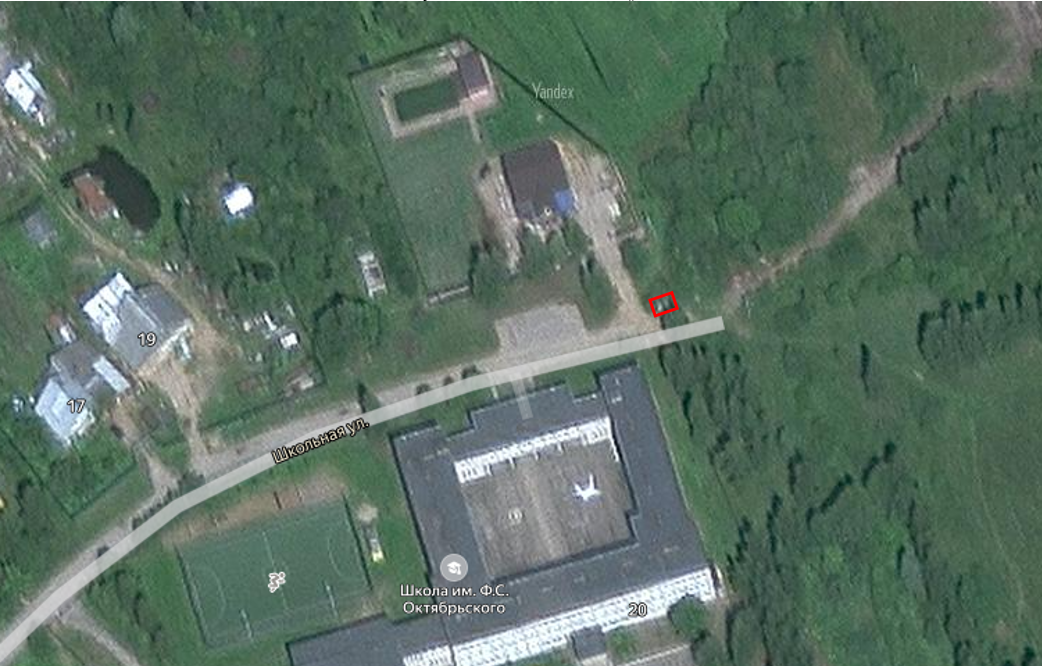 Yandex
19
17
Школьная ул.
Школа им. Ф.С.
Октябрьского
20